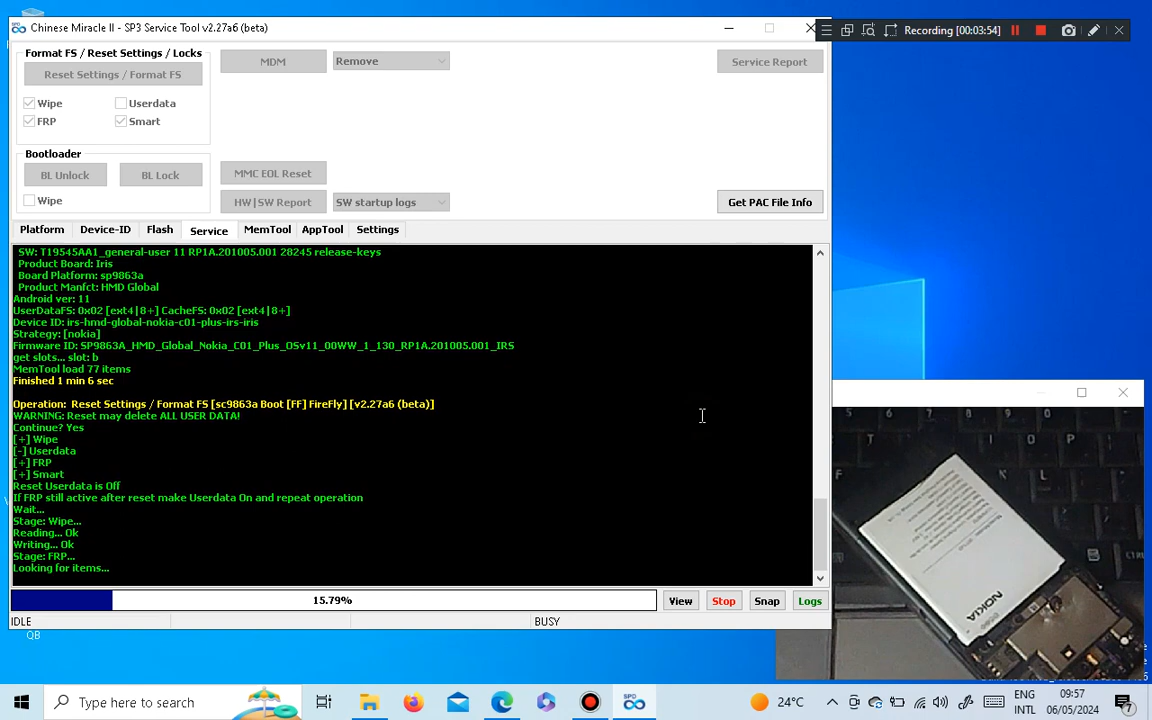 Chinese Miracle II - SP3 Service Tool v2.27a6 (beta)
Recording [00:03:54]
Format FS / Reset Settings / Locks
Reset Settings / Format FS
Wipe
Userdata
FRP
Smart
MDM
Remove
Service Report
Bootloader
BL Unlock
BL Lock
Wipe
MMC EOL Reset
HW|SW Report
SW startup logs
Get PAC File Info
Platform
Device-ID
Flash
Service
MemTool
AppTool
Settings
SW: T19545AA1_general-user 11 RP1A.201005.001 28245 release-keys
Product Board: Iris
Board Platform: sp9863a
Product Manfct: HMD Global
Android ver: 11
UserDataFS: 0x02 [ext4|8+] CacheFS: 0x02 [ext4|8+]
Device ID: irs-hmd-global-nokia-c01-plus-irs-iris
Strategy: [nokia]
Firmware ID: SP9863A_HMD_Global_Nokia_C01_Plus_OSv11_00WW_1_130_RP1A.201005.001_IRS
get slots... slot: b
MemTool load 77 items
Finished 1 min 6 sec
Operation: Reset Settings / Format FS [sc9863a Boot [FF] FireFly] [v2.27a6 (beta)]
WARNING: Reset may delete ALL USER DATA!
Continue? Yes
[+] Wipe
[-] Userdata
[+] FRP
[+] Smart
Reset Userdata is Off
If FRP still active after reset make Userdata On and repeat operation
Wait...
Stage: Wipe...
Reading... Ok
Writing... Ok
Stage: FRP...
Looking for items...
15.79%
View
Stop
Snap
Logs
IDLE
BUSY
QB
NOKIA
Type here to search
24°C
ENG
INTL
09:57
06/05/2024